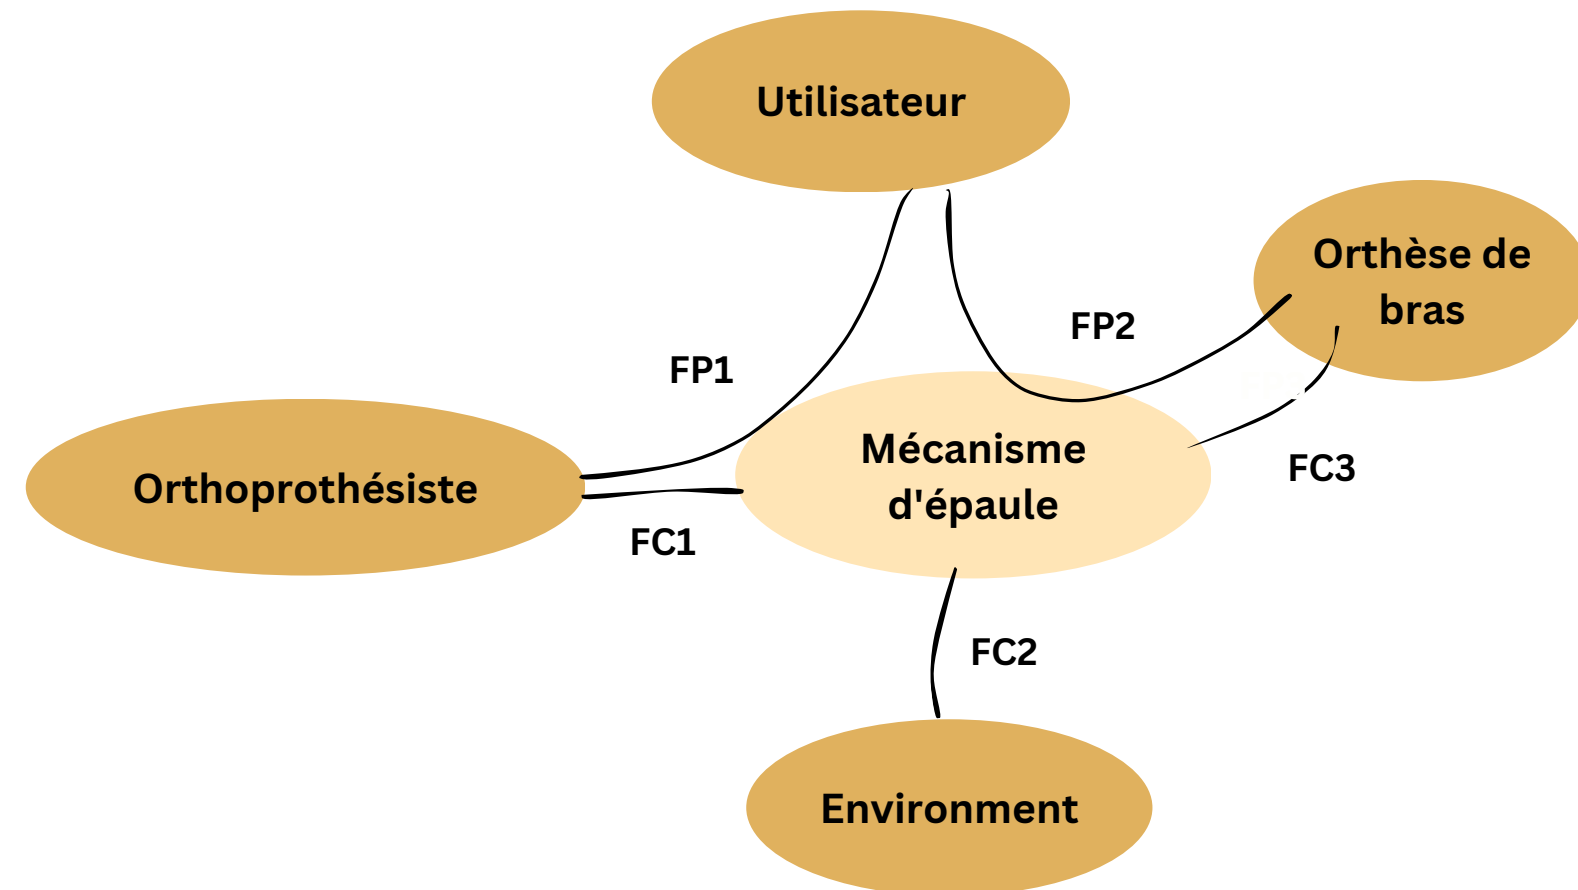 Utilisateur
Orthèse de
bras
FP2
FP1
Mécanisme
d'épaule
FC3
Orthoprothésiste
FC1
FC2
Environment